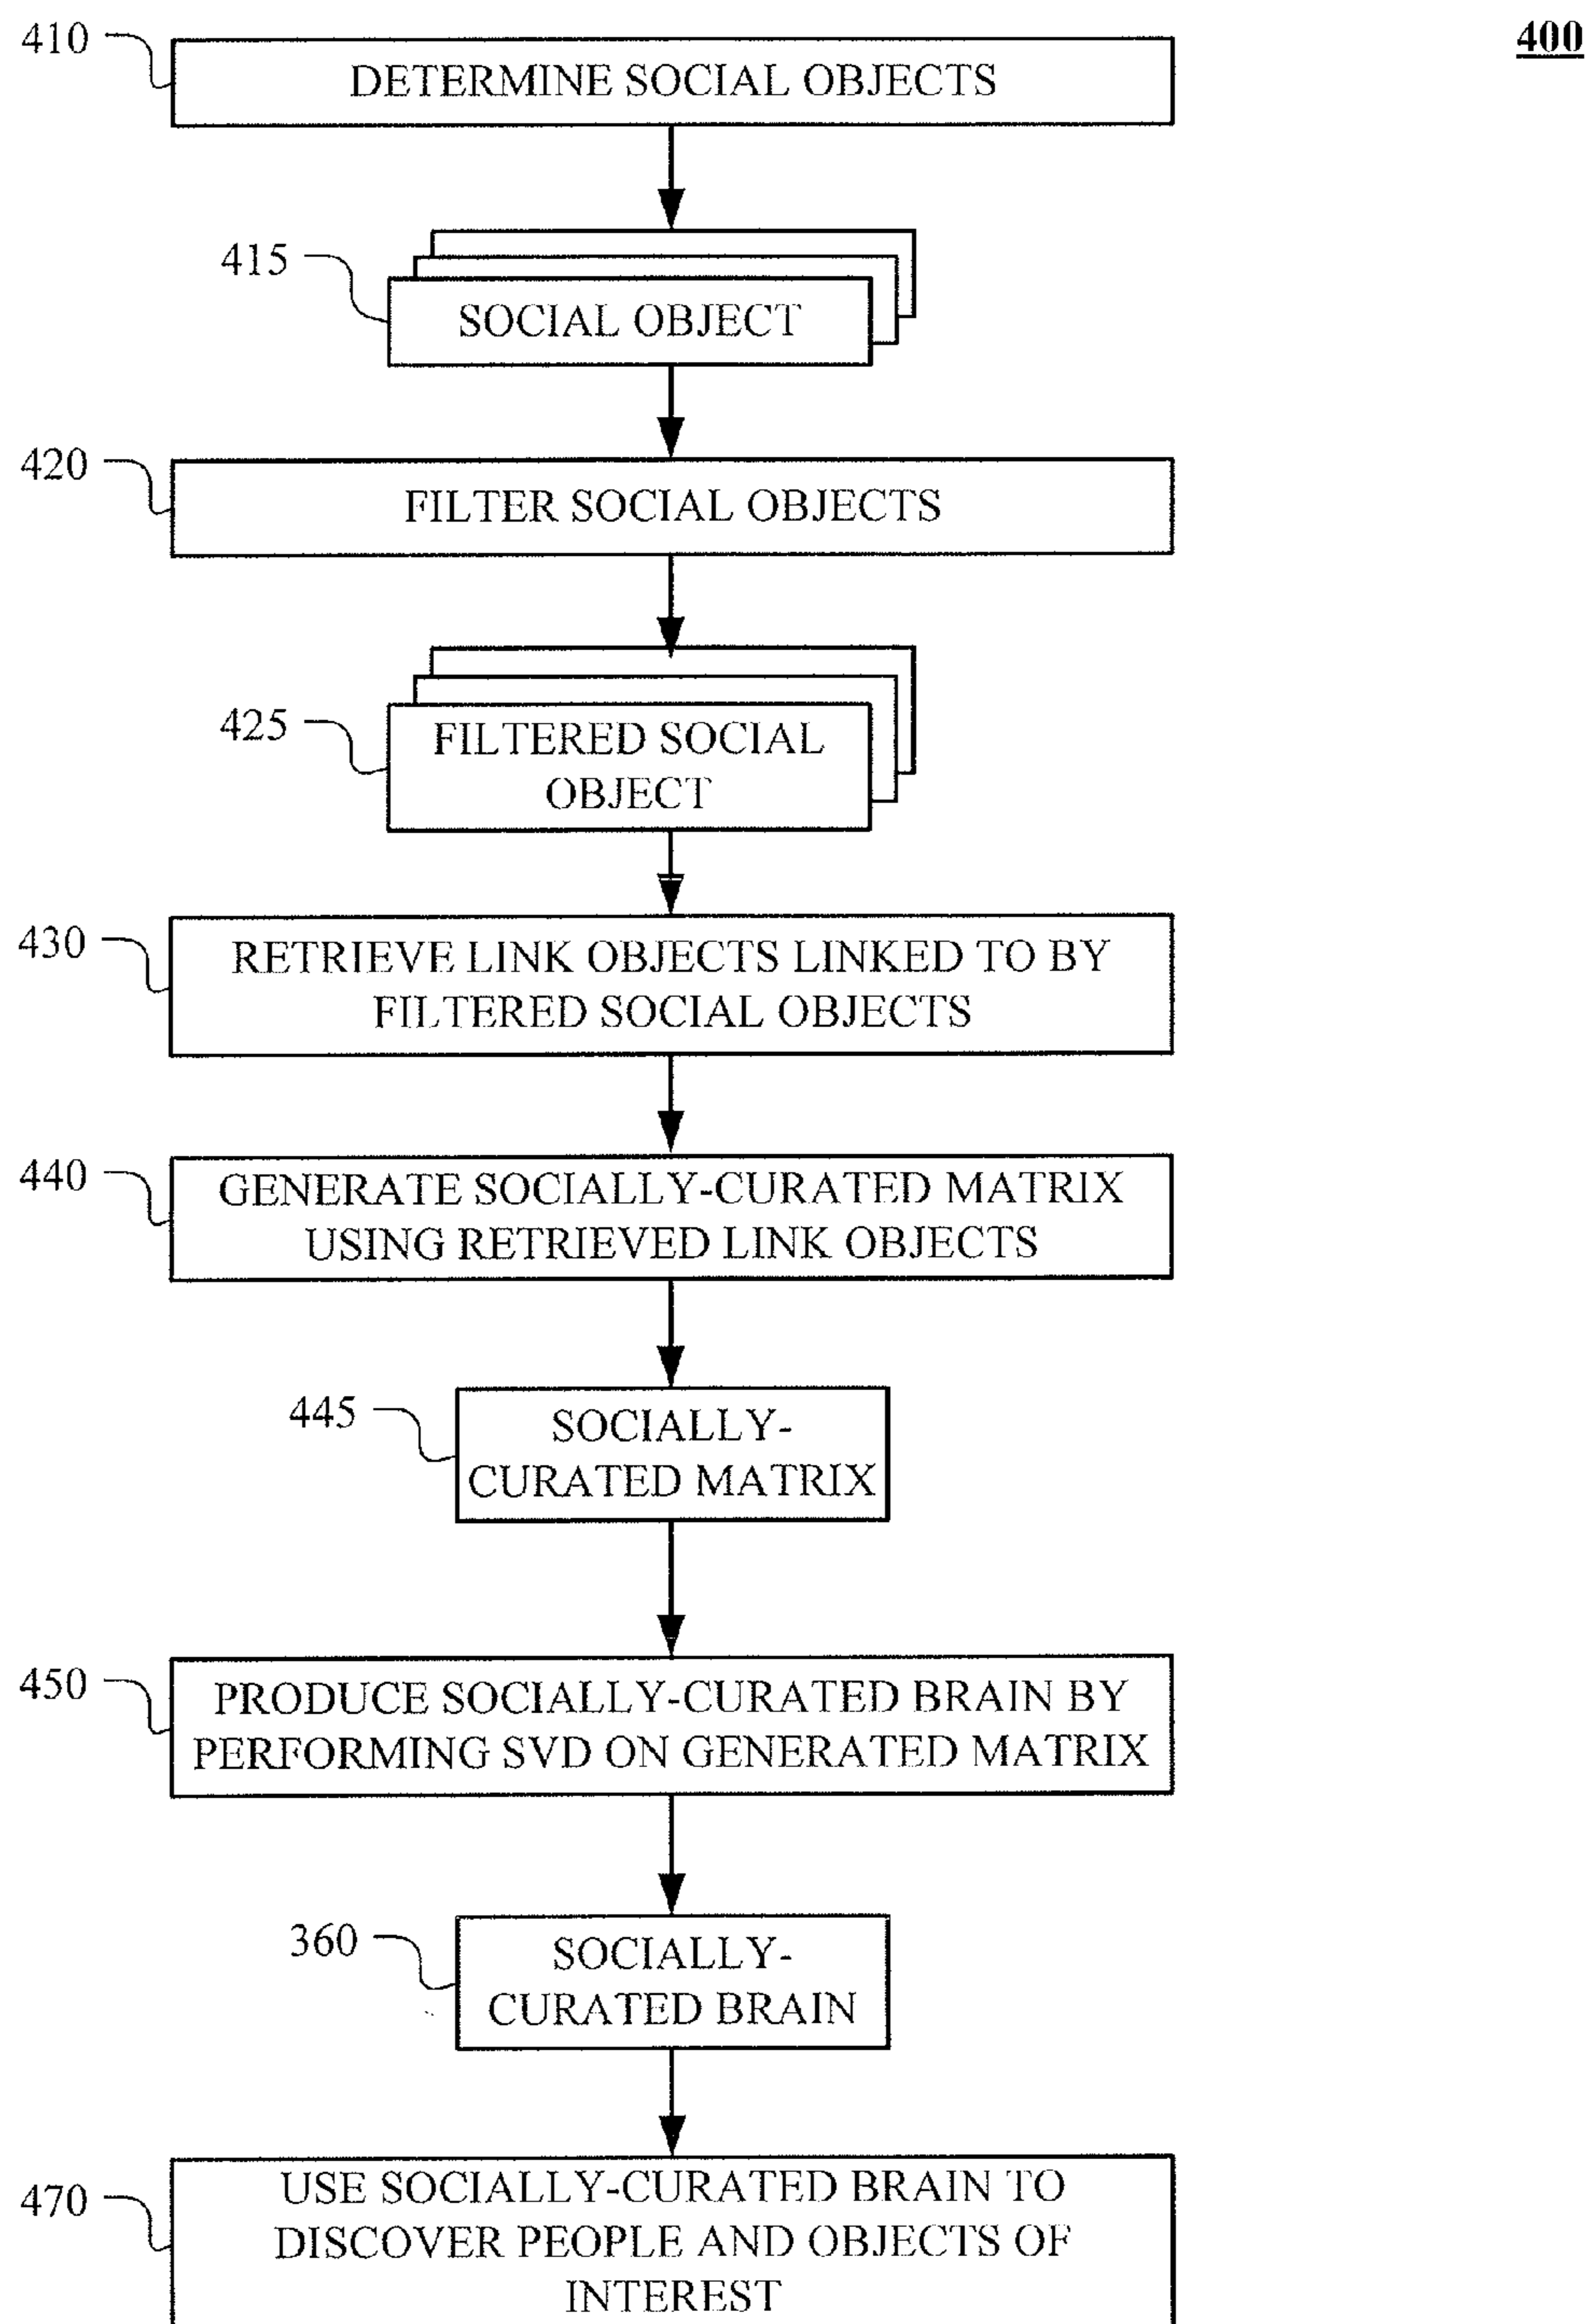 400
410
DETERMINE SOCIAL OBJECTS
415
SOCIAL OBJECT
420
FILTER SOCIAL OBJECTS
425
FILTERED SOCIAL
OBJECT
430
RETRIEVE LINK OBJECTS LINKED TO BY
FILTERED SOCIAL OBJECTS
440
GENERATE SOCIALLY-CURATED MATRIX
USING RETRIEVED LINK OBJECTS
445
SOCIALLY-
CURATED MATRIX
450
PRODUCE SOCIALLY-CURATED BRAIN BY
PERFORMING SVD ON GENERATED MATRIX
360
SOCIALLY-
CURATED BRAIN
470
USE SOCIALLY-CURATED BRAIN TO
DISCOVER PEOPLE AND OBJECTS OF
INTEREST